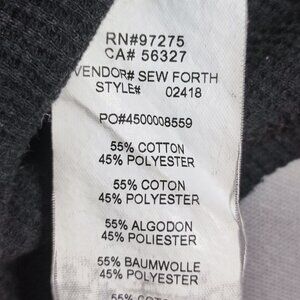 RN#97275
CA# 56327
VENDOR# SEW FORTH
STYLE# 02418
PO#4500008559
55% COTTON
45% POLYESTER
55% COTON
45% POLYESTER
55% ALGODON
45% POLIESTER
55% BAUMWOLLE
45% POLYESTER
55%